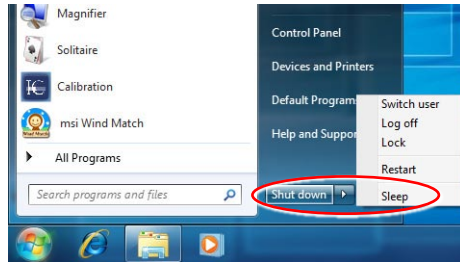 Magnifier
Solitaire
Calibration
msi Wind Match
All Programs
Search programs and files
Control Panel
Devices and Printers
Default Program
Help and Suppor
Shut down
Switch user
Log off
Lock
Restart
Sleep